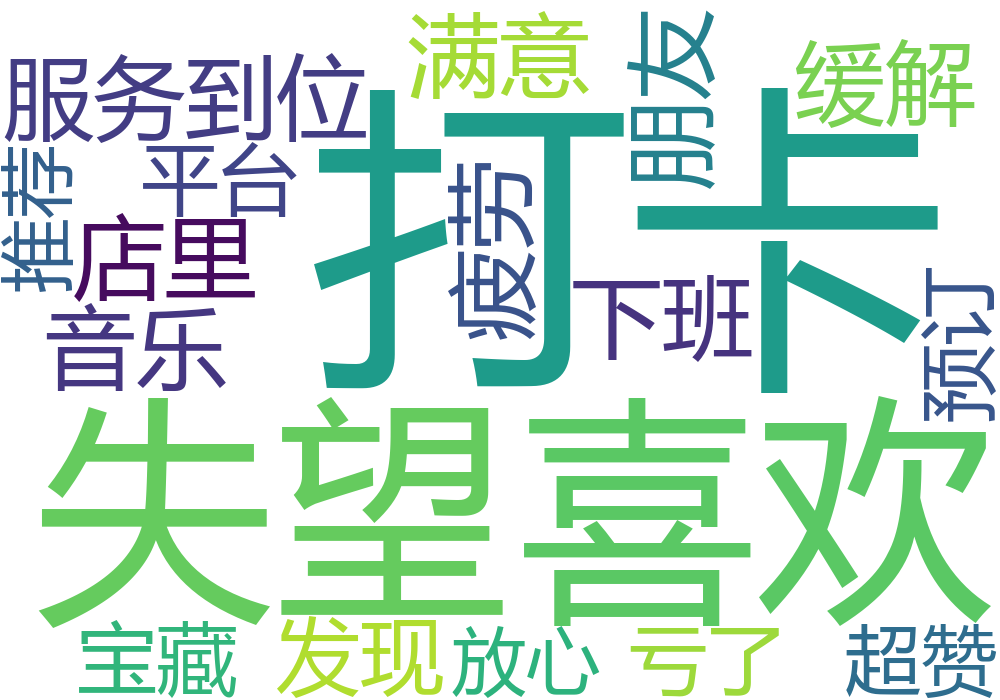 服务到位
满意
朋友
缓解
打卡
推荐
平台
疲劳
店里
下班
预订
音乐
失望
喜欢
宝藏
发现
放心
亏了
超赞